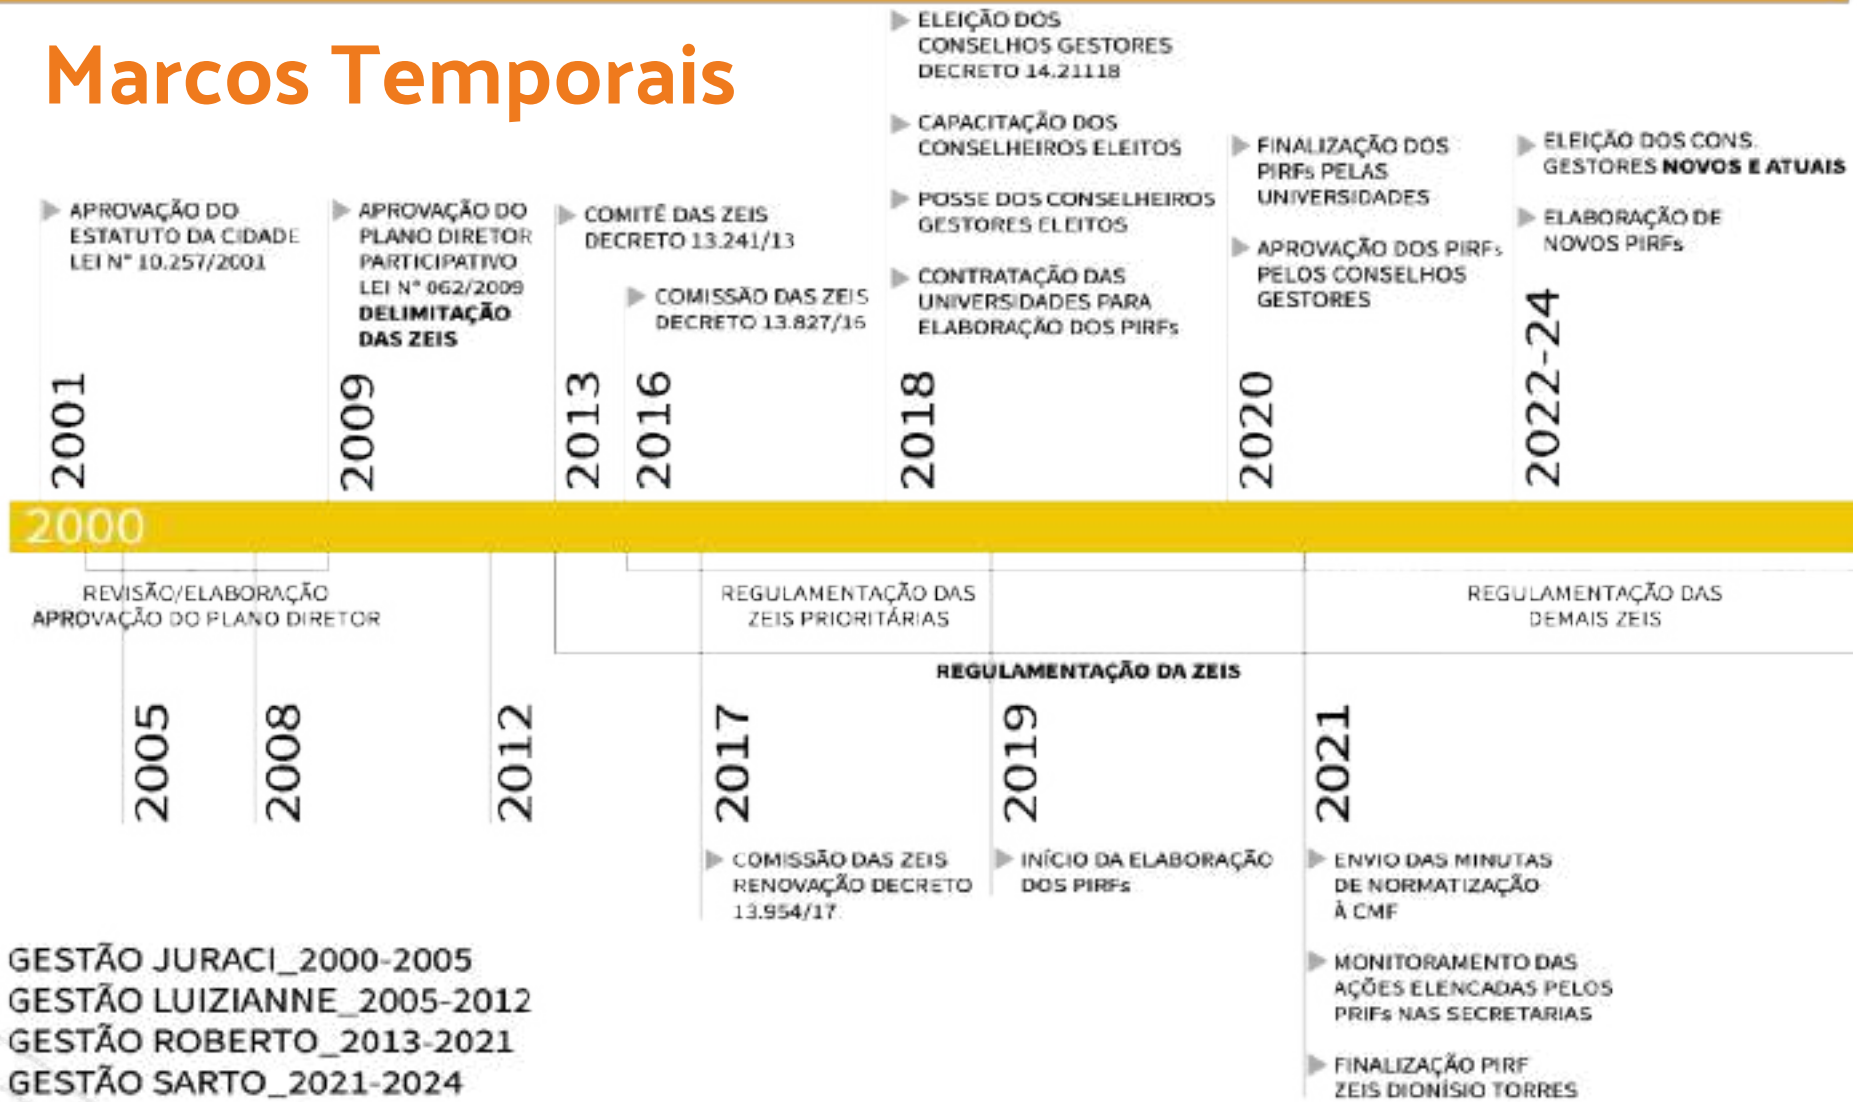 Marcos Temporais
APROVAÇÃO DO
ESTATUTO DA CIDADE
LEI N° 10.257/2001
2001
APROVAÇÃO DO
PLANO DIRETOR
PARTICIPATIVO
LEI N° 062/2009
DELIMITAÇÃO
DAS ZEIS
2009
COMITÊ DAS ZEIS
DECRETO 13.241/13
2013
COMISSÃO DAS ZEIS
DECRETO 13.827/16
2016
ELEIÇÃO DOS
CONSELHOS GESTORES
DECRETO 14.21118
CAPACITAÇÃO DOS
CONSELHEIROS ELEITOS
POSSE DOS CONSELHEIROS
GESTORES ELEITOS
CONTRATAÇÃO DAS
UNIVERSIDADES PARA
ELABORAÇÃO DOS PIRFs
2018
FINALIZAÇÃO DOS
PIRFs PELAS
UNIVERSIDADES
APROVAÇÃO DOS PIRFs
PELOS CONSELHOS
GESTORES
2020
ELEIÇÃO DOS CONS.
GESTORES NOVOS E ATUAIS
ELABORAÇÃO DE
NOVOS PIRFs
2022-24
2000
REVISÃO/ELABORAÇÃO
APROVAÇÃO DO PLANO DIRETOR
REGULAMENTAÇÃO DAS
ZEIS PRIORITÁRIAS
REGULAMENTAÇÃO DAS
DEMAIS ZEIS
REGULAMENTAÇÃO DA ZEIS
2005
2008
2012
2017
COMISSÃO DAS ZEIS
RENOVAÇÃO DECRETO
13.954/17
2019
INÍCIO DA ELABORAÇÃO
DOS PIRFs
2021
ENVIO DAS MINUTAS
DE NORMATIZAÇÃO
À CMF
MONITORAMENTO DAS
AÇÕES ELENCADAS PELOS
PRIFs NAS SECRETARIAS
FINALIZAÇÃO PIRF
ZEIS DIONÍSIO TORRES
GESTÃO JURACI_2000-2005
GESTÃO LUIZIANNE_2005-2012
GESTÃO ROBERTO_2013-2021
GESTÃO SARTO_2021-2024